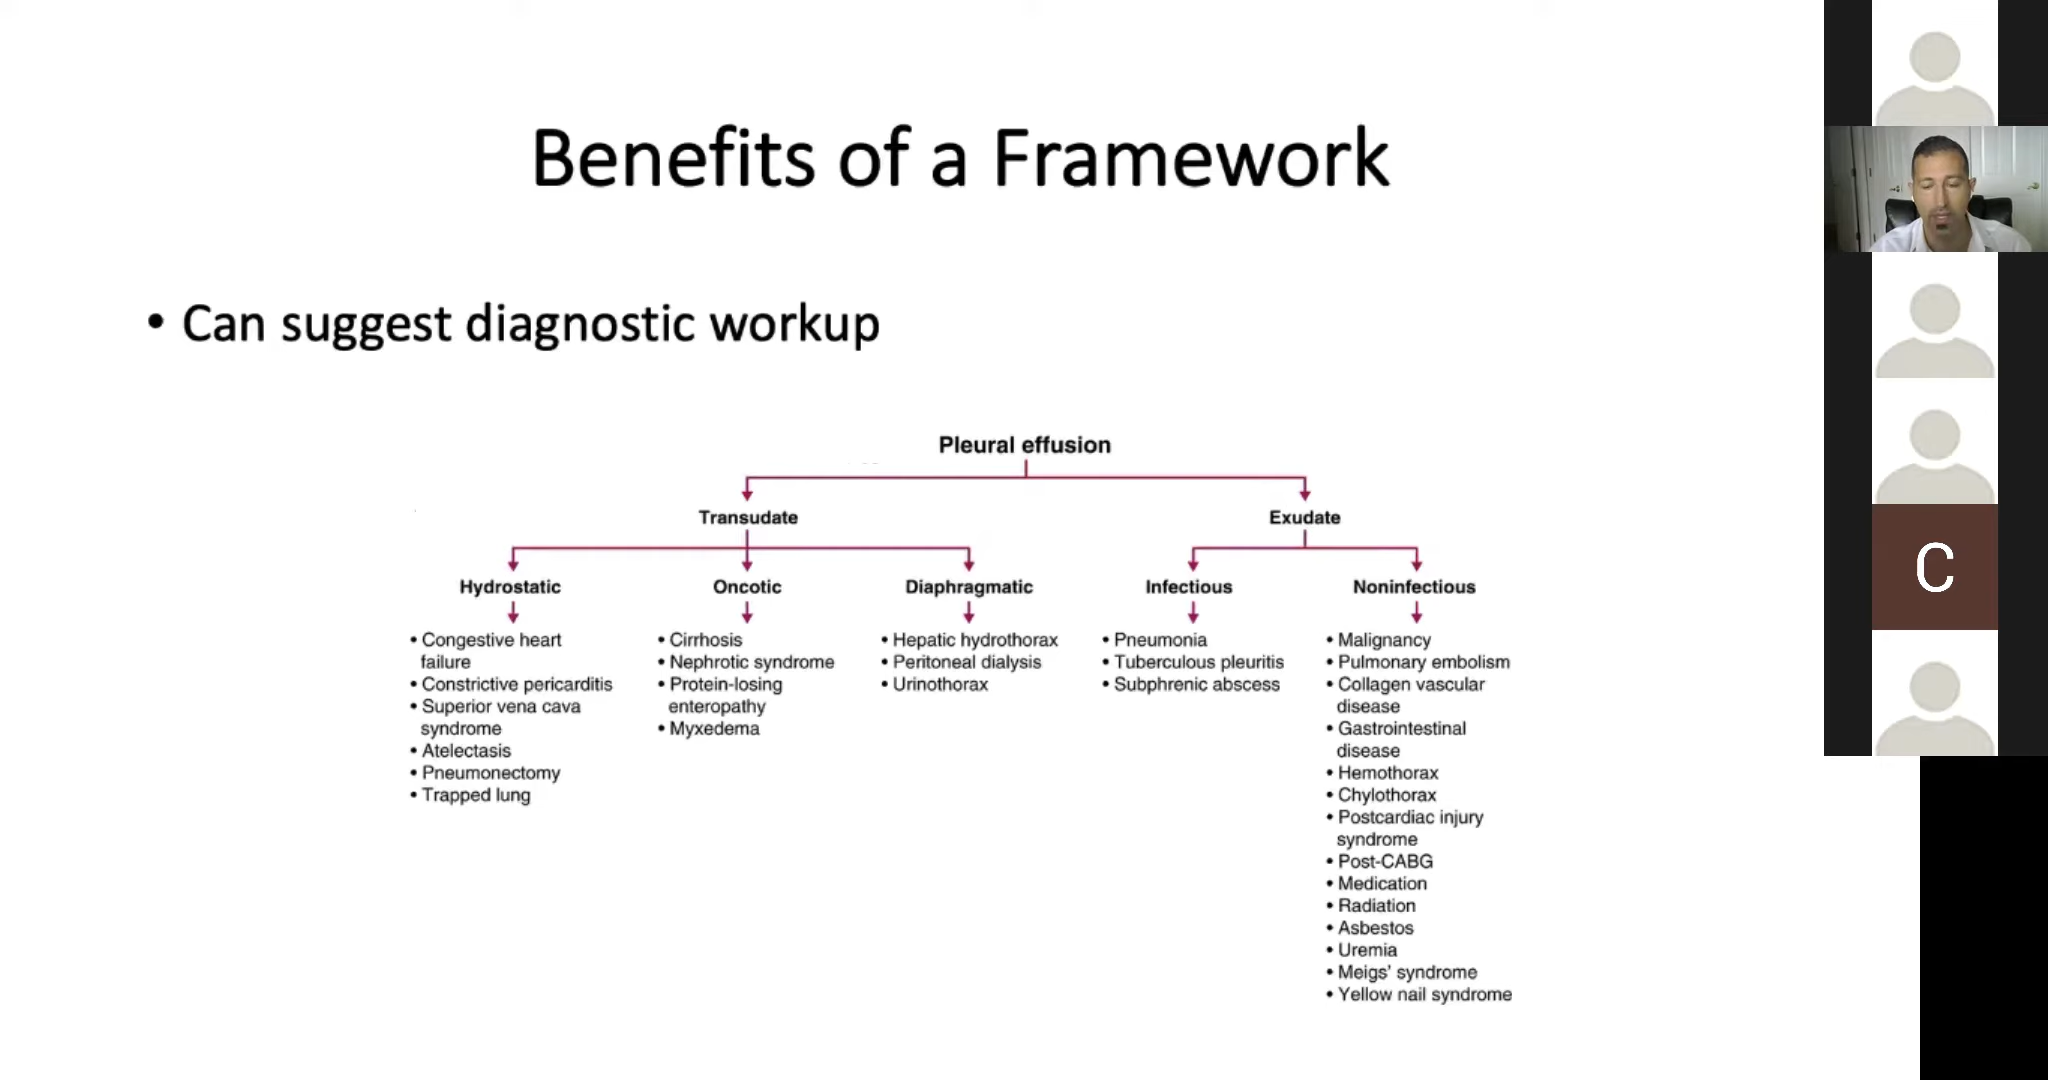 Benefits of a Framework
• Can suggest diagnostic workup
Pleural effusion
Transudate
Exudate
Hydrostatic
Oncotic
Diaphragmatic
Infectious
Noninfectious
• Congestive heart
failure
• Constrictive pericarditis
• Superior vena cava
syndrome
• Atelectasis
• Pneumonectomy
• Trapped lung
• Cirrhosis
• Nephrotic syndrome
• Protein-losing
enteropathy
• Myxedema
• Hepatic hydrothorax
• Peritoneal dialysis
• Urinothorax
• Pneumonia
• Tuberculous pleuritis
• Subphrenic abscess
• Malignancy
• Pulmonary embolism
• Collagen vascular
disease
• Gastrointestinal
disease
• Hemothorax
• Chylothorax
• Postcardiac injury
syndrome
• Post-CABG
• Medication
• Radiation
• Asbestos
• Uremia
• Meigs' syndrome
• Yellow nail syndrome
C